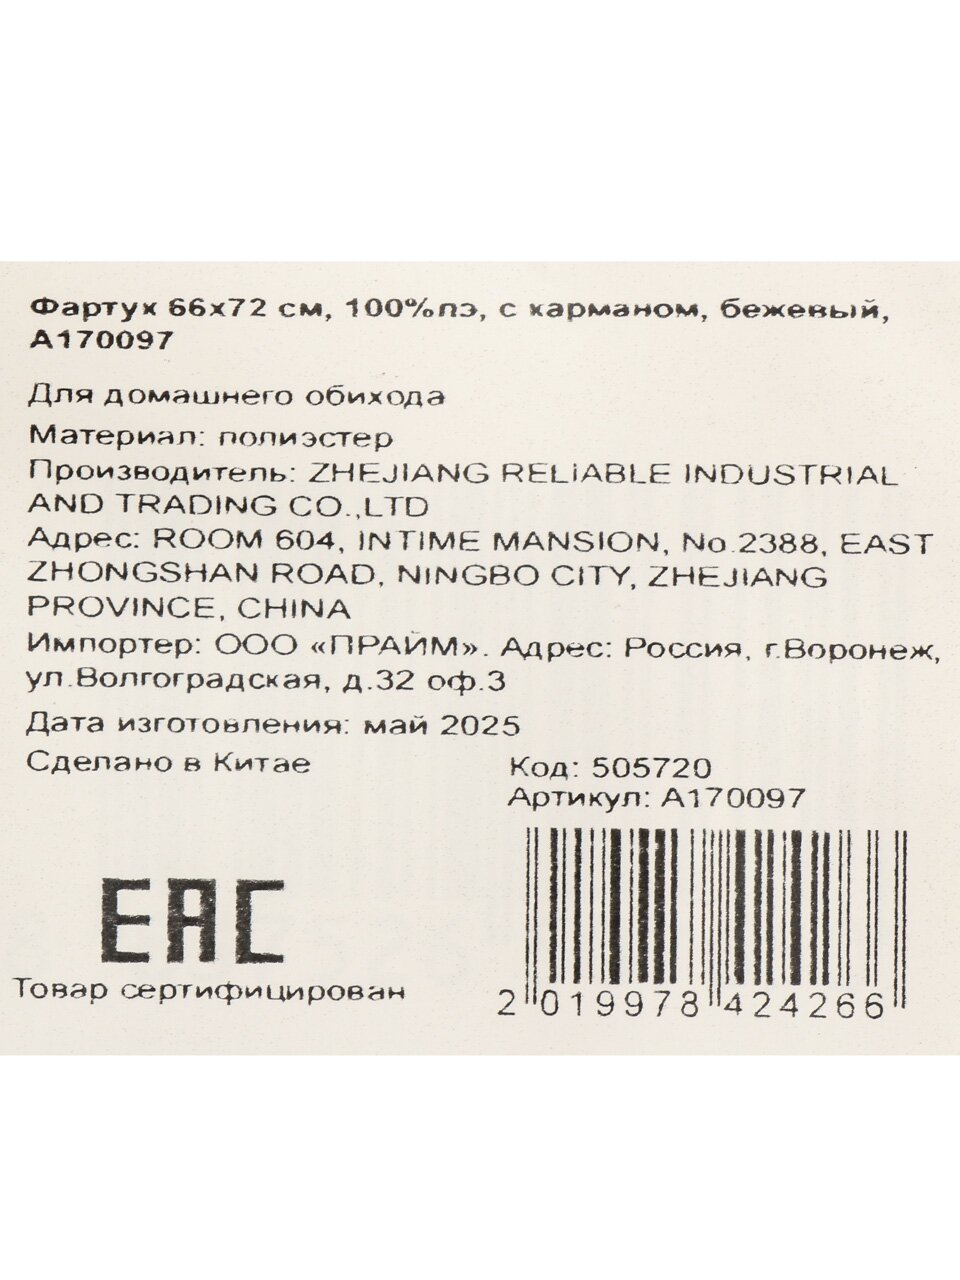 Фартук 66х72 см, 100%пэ, с карманом, бежевый,
А170097
Для домашнего обихода
Материал: полиэстер
Производитель: ZHEJIANG RELIABLE INDUSTRIAL
AND TRADING CO.,LTD
Адрес: ROOM 604, INTIME MANSION, No.2388, EAST
ZHONGSHAN ROAD, NINGBO CITY, ZHEJIANG
PROVINCE, CHINA
Импортер: ООО «ПРАЙМ». Адрес: Россия, г.Воронеж,
ул.Волгоградская, д.32 оф.3
Дата изготовления: май 2025
Сделано в Китае
Код: 505720
Артикул: А170097
EAC
Товар сертифицирован
2 019978 424266